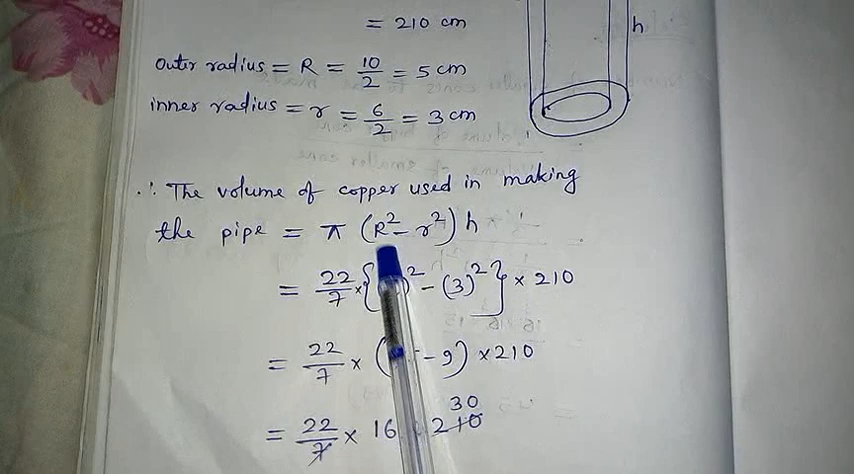 = 210 cm
h
Outer radius = R = 10/2 = 5 cm
inner radius = r = 6/2 = 3 cm
∴ The volume of copper used in making
the pipe = π (R² - r²) h
= 22/7 × { )² - (3)² } × 210
= 22/7 × ( - 9) × 210
30
= 22/7 × 16 210